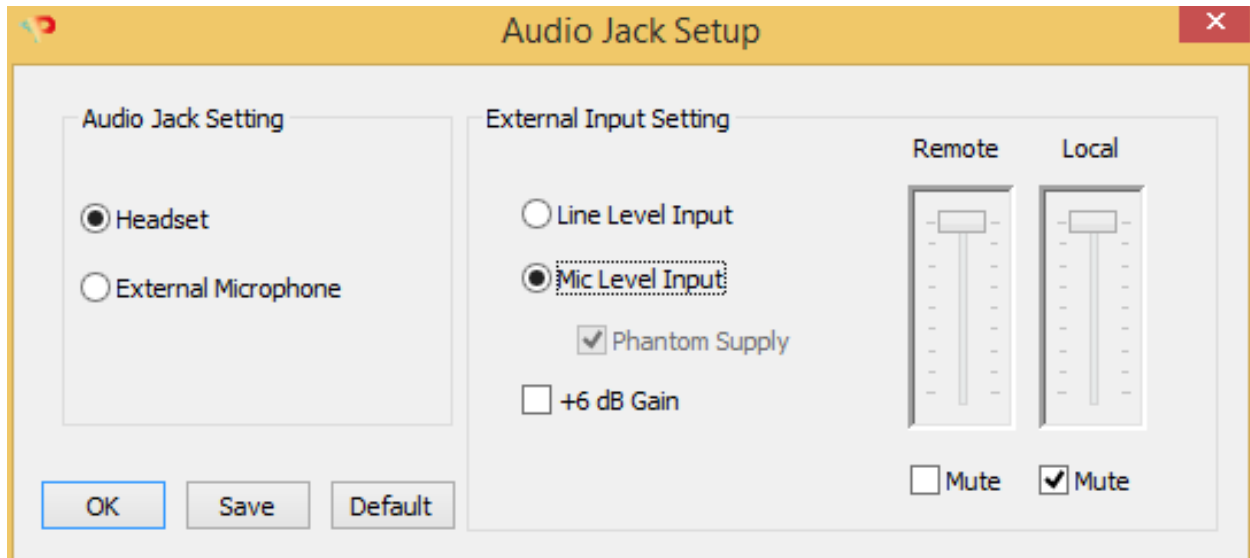 Audio Jack Setup
Audio Jack Setting
Headset
External Microphone
External Input Setting
Line Level Input
Mic Level Input
Phantom Supply
+6 dB Gain
Remote Local
Mute Mute
OK Save Default